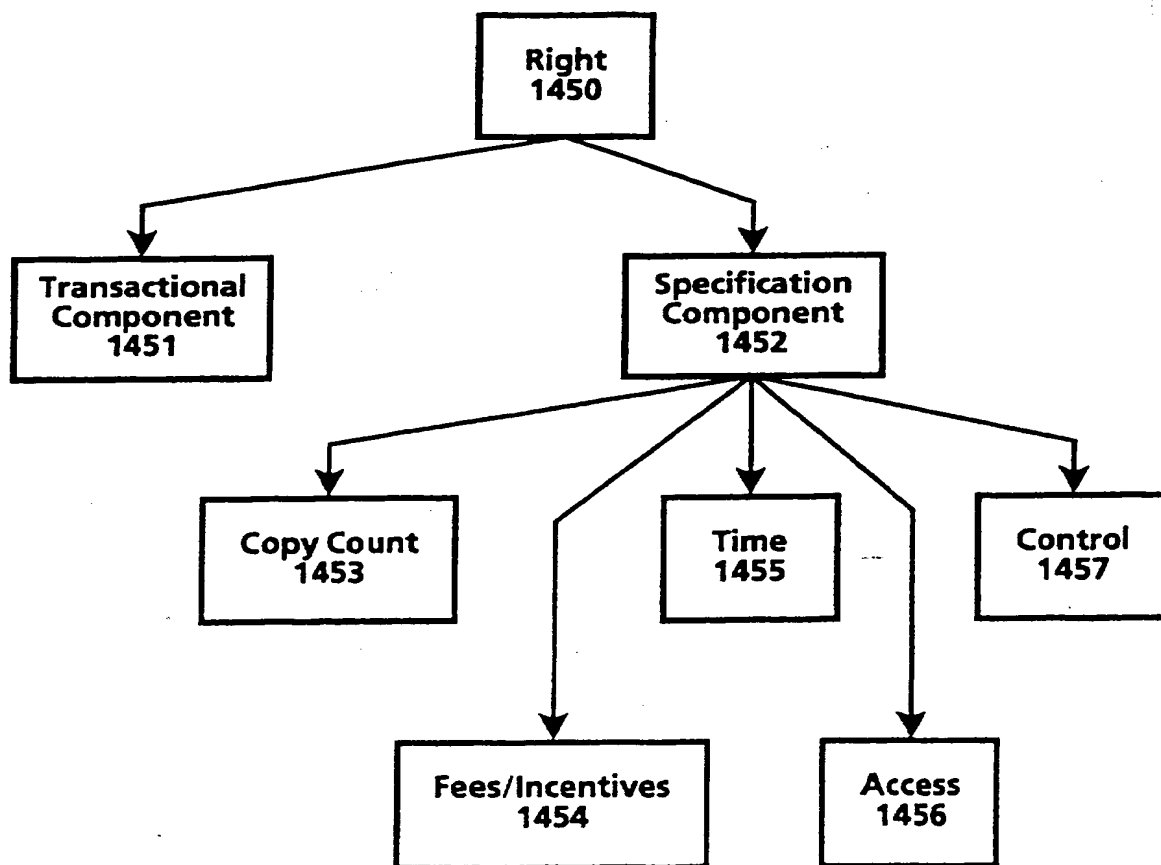 Right
1450
Transactional
Component
1451
Specification
Component
1452
Copy Count
1453
Time
1455
Control
1457
Fees/Incentives
1454
Access
1456